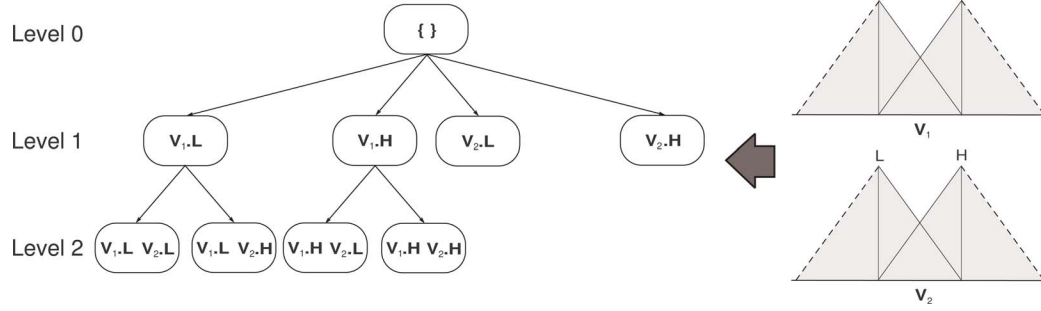 Level 0
{ }
Level 1
V₁.L
V₁.H
V₂.L
V₂.H
Level 2
V₁.L V₂.L
V₁.L V₂.H
V₁.H V₂.L
V₁.H V₂.H
V₁
L H
V₂